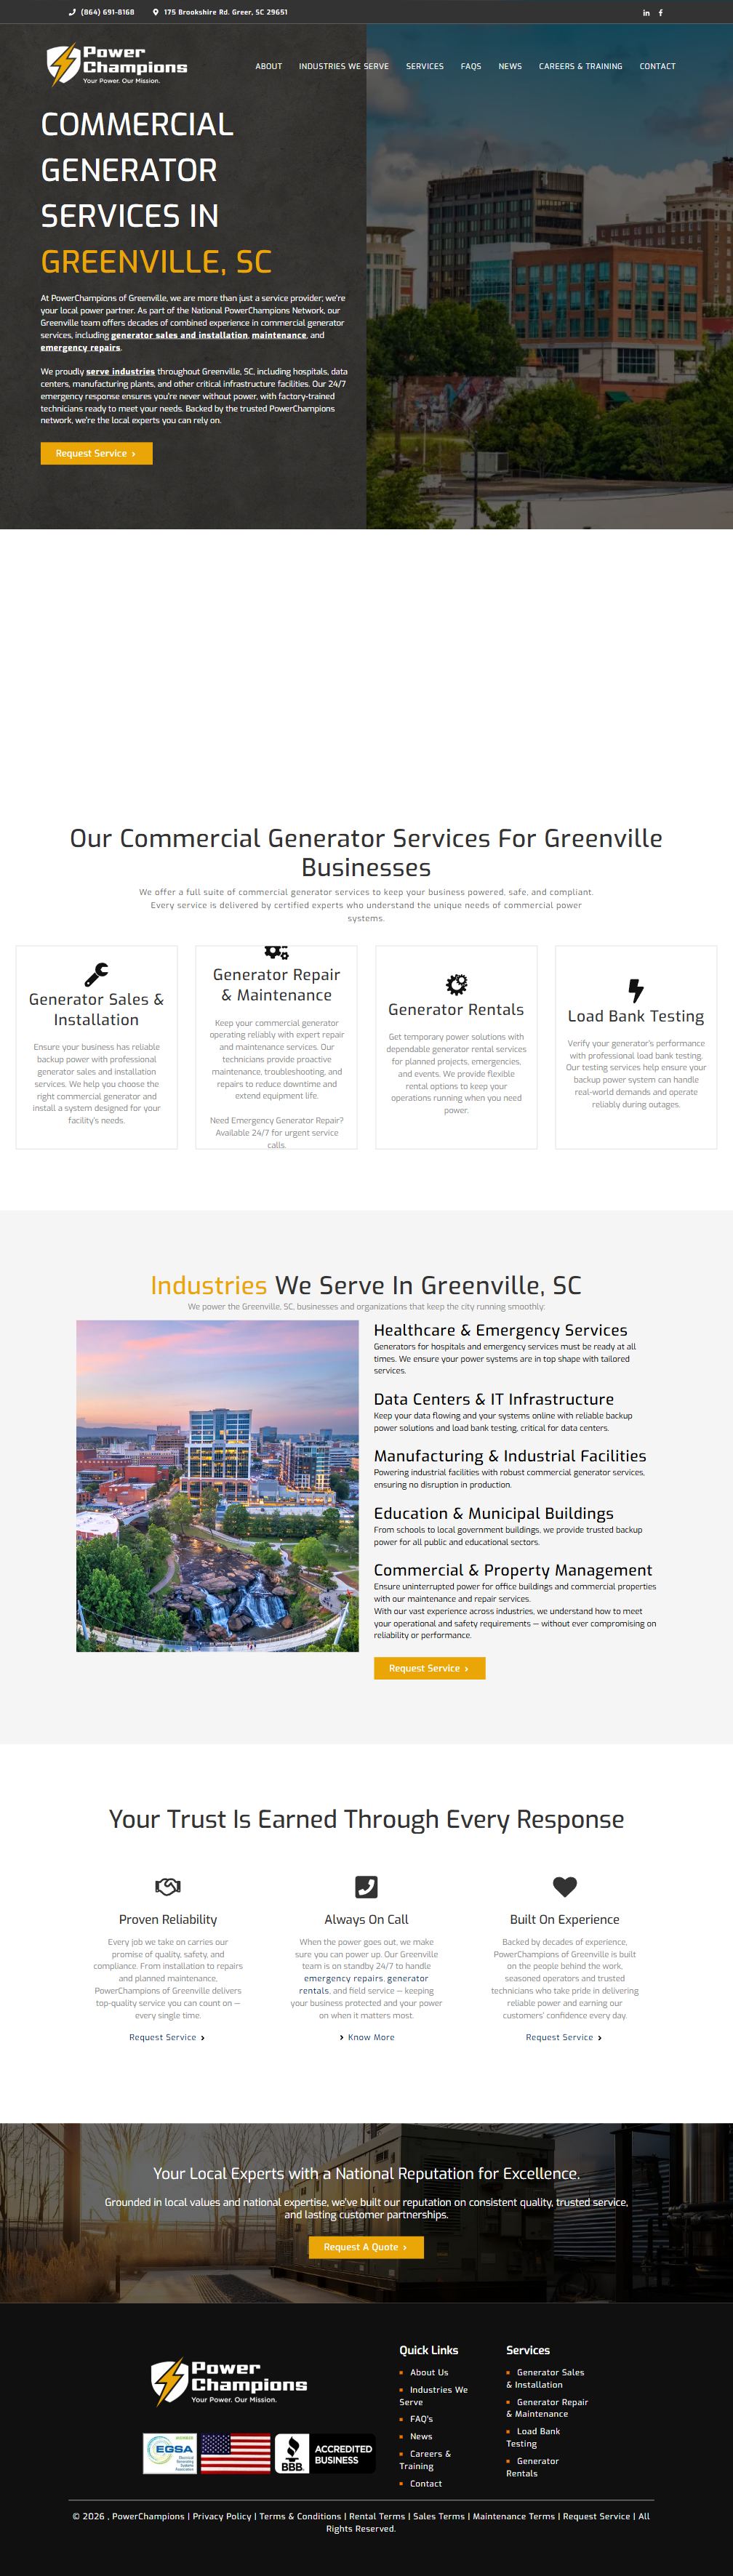 (864) 691-8168
175 Brookshire Rd. Greer, SC 29651
Power
Champions
Your Power. Our Mission.
ABOUT
INDUSTRIES WE SERVE
SERVICES
FAQS
NEWS
CAREERS & TRAINING
CONTACT
COMMERCIAL
GENERATOR
SERVICES IN
GREENVILLE, SC
At PowerChampions of Greenville, we are more than just a service provider; we're
your local power partner. As part of the National PowerChampions Network, our
Greenville team offers decades of combined experience in commercial generator
services, including generator sales and installation, maintenance, and
emergency repairs.
We proudly serve industries throughout Greenville, SC, including hospitals, data
centers, manufacturing plants, and other critical infrastructure facilities. Our 24/7
emergency response ensures you're never without power, with factory-trained
technicians ready to meet your needs. Backed by the trusted PowerChampions
network, we're the local experts you can rely on.
Request Service ›
Our Commercial Generator Services For Greenville
Businesses
We offer a full suite of commercial generator services to keep your business powered, safe, and compliant.
Every service is delivered by certified experts who understand the unique needs of commercial power
systems.
Generator Sales &
Installation
Ensure your business has reliable
backup power with professional
generator sales and installation
services. We help you choose the
right commercial generator and
install a system designed for your
facility's needs.
Generator Repair
& Maintenance
Keep your commercial generator
operating reliably with expert repair
and maintenance services. Our
technicians provide proactive
maintenance, troubleshooting, and
repairs to reduce downtime and
extend equipment life.
Need Emergency Generator Repair?
Available 24/7 for urgent service
calls.
Generator Rentals
Get temporary power solutions with
dependable generator rental services
for planned projects, emergencies,
and events. We provide flexible
rental options to keep your
operations running when you need
power.
Load Bank Testing
Verify your generator's performance
with professional load bank testing.
Our testing services help ensure your
backup power system can handle
real-world demands and operate
reliably during outages.
Industries We Serve In Greenville, SC
We power the Greenville, SC, businesses and organizations that keep the city running smoothly:
Healthcare & Emergency Services
Generators for hospitals and emergency services must be ready at all
times. We ensure your power systems are in top shape with tailored
services.
Data Centers & IT Infrastructure
Keep your data flowing and your systems online with reliable backup
power solutions and load bank testing, critical for data centers.
Manufacturing & Industrial Facilities
Powering industrial facilities with robust commercial generator services,
ensuring no disruption in production.
Education & Municipal Buildings
From schools to local government buildings, we provide trusted backup
power for all public and educational sectors.
Commercial & Property Management
Ensure uninterrupted power for office buildings and commercial properties
with our maintenance and repair services.
With our vast experience across industries, we understand how to meet
your operational and safety requirements — without ever compromising on
reliability or performance.
Request Service ›
Your Trust Is Earned Through Every Response
Proven Reliability
Every job we take on carries our
promise of quality, safety, and
compliance. From installation to repairs
and planned maintenance,
PowerChampions of Greenville delivers
top-quality service you can count on —
every single time.
Request Service ›
Always On Call
When the power goes out, we make
sure you can power up. Our Greenville
team is on standby 24/7 to handle
emergency repairs, generator
rentals, and field service — keeping
your business protected and your power
on when it matters most.
› Know More
Built On Experience
Backed by decades of experience,
PowerChampions of Greenville is built
on the people behind the work,
seasoned operators and trusted
technicians who take pride in delivering
reliable power and earning our
customers' confidence every day.
Request Service ›
Your Local Experts with a National Reputation for Excellence.
Grounded in local values and national expertise, we've built our reputation on consistent quality, trusted service,
and lasting customer partnerships.
Request A Quote ›
Power
Champions
Your Power. Our Mission.
EGSA
BBB.
ACCREDITED
BUSINESS
Quick Links
About Us
Industries We
Serve
FAQ's
News
Careers &
Training
Contact
Services
Generator Sales
& Installation
Generator Repair
& Maintenance
Load Bank
Testing
Generator
Rentals
© 2026 , PowerChampions | Privacy Policy | Terms & Conditions | Rental Terms | Sales Terms | Maintenance Terms | Request Service | All
Rights Reserved.